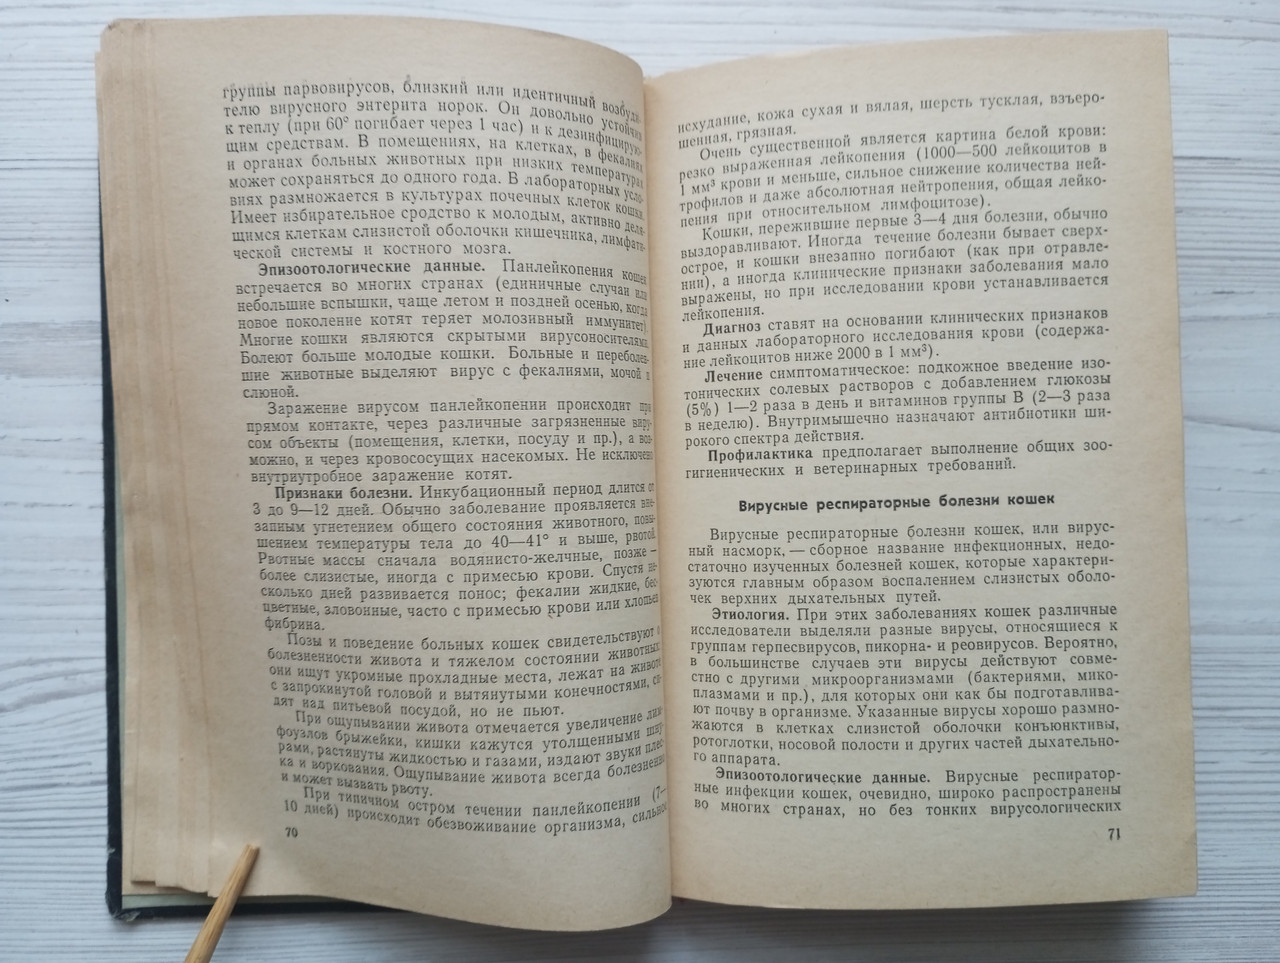 группы парвовирусов, близкий или идентичный возбуди-
телю вирусного энтерита норок. Он довольно устойчив
к теплу (при 60° погибает через 1 час) и к дезинфицирую-
щим средствам. В помещениях, на клетках, в фекалиях
и органах больных животных при низких температурах
может сохраняться до одного года. В лабораторных усло-
виях размножается в культурах почечных клеток кошки.
Имеет избирательное сродство к молодым, активно деля-
щимся клеткам слизистой оболочки кишечника, лимфати-
ческой системы и костного мозга.
Эпизоотологические данные. Панлейкопения кошек
встречается во многих странах (единичные случаи или
небольшие вспышки, чаще летом и поздней осенью, когда
новое поколение котят теряет молозивный иммунитет).
Многие кошки являются скрытыми вирусоносителями.
Болеют больше молодые кошки. Больные и переболев-
шие животные выделяют вирус с фекалиями, мочой и
слюной.
Заражение вирусом панлейкопении происходит при
прямом контакте, через различные загрязненные виру-
сом объекты (помещения, клетки, посуду и пр.), а воз-
можно, и через кровососущих насекомых. Не исключено
внутриутробное заражение котят.
Признаки болезни. Инкубационный период длится от
3 до 9—12 дней. Обычно заболевание проявляется вне-
запным угнетением общего состояния животного, повы-
шением температуры тела до 40—41° и выше, рвотой.
Рвотные массы сначала водянисто-желчные, позже —
более слизистые, иногда с примесью крови. Спустя не-
сколько дней развивается понос; фекалии жидкие, бес-
цветные, зловонные, часто с примесью крови или хлопьев
фибрина.
Позы и поведение больных кошек свидетельствуют о
болезненности живота и тяжелом состоянии животных:
они ищут укромные прохладные места, лежат на животе
с запрокинутой головой и вытянутыми конечностями, си-
дят над питьевой посудой, но не пьют.
При ощупывании живота отмечается увеличение лим-
фоузлов брыжейки, кишки кажутся утолщенными шну-
рами, растянуты жидкостью и газами, издают звуки плес-
ка и воркования. Ощупывание живота всегда болезненно
и может вызвать рвоту.
При типичном остром течении панлейкопении (7—
10 дней) происходит обезвоживание организма, сильное
70
исхудание, кожа сухая и вялая, шерсть тусклая, взъеро-
шенная, грязная.
Очень существенной является картина белой крови:
резко выраженная лейкопения (1000—500 лейкоцитов в
1 мм³ крови и меньше, сильное снижение количества ней-
трофилов и даже абсолютная нейтропения, общая лейко-
пения при относительном лимфоцитозе).
Кошки, пережившие первые 3—4 дня болезни, обычно
выздоравливают. Иногда течение болезни бывает сверх-
острое, и кошки внезапно погибают (как при отравле-
нии), а иногда клинические признаки заболевания мало
выражены, но при исследовании крови устанавливается
лейкопения.
Диагноз ставят на основании клинических признаков
и данных лабораторного исследования крови (содержа-
ние лейкоцитов ниже 2000 в 1 мм³).
Лечение симптоматическое: подкожное введение изо-
тонических солевых растворов с добавлением глюкозы
(5%) 1—2 раза в день и витаминов группы В (2—3 раза
в неделю). Внутримышечно назначают антибиотики ши-
рокого спектра действия.
Профилактика предполагает выполнение общих зоо-
гигиенических и ветеринарных требований.
Вирусные респираторные болезни кошек
Вирусные респираторные болезни кошек, или вирус-
ный насморк, — сборное название инфекционных, недо-
статочно изученных болезней кошек, которые характери-
зуются главным образом воспалением слизистых оболо-
чек верхних дыхательных путей.
Этиология. При этих заболеваниях кошек различные
исследователи выделяли разные вирусы, относящиеся к
группам герпесвирусов, пикорна- и реовирусов. Вероятно,
в большинстве случаев эти вирусы действуют совме-
стно с другими микроорганизмами (бактериями, мико-
плазмами и пр.), для которых они как бы подготавлива-
ют почву в организме. Указанные вирусы хорошо размно-
жаются в клетках слизистой оболочки конъюнктивы,
ротоглотки, носовой полости и других частей дыхательно-
го аппарата.
Эпизоотологические данные. Вирусные респиратор-
ные инфекции кошек, очевидно, широко распространены
во многих странах, но без тонких вирусологических
71